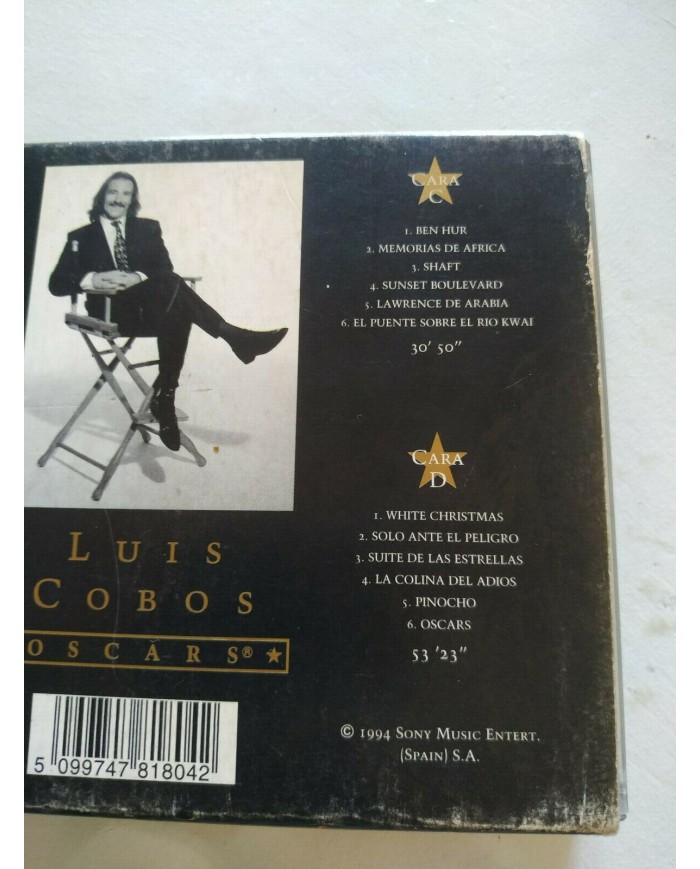 CARA
C
1. BEN HUR
2. MEMORIAS DE AFRICA
3. SHAFT
4. SUNSET BOULEVARD
5. LAWRENCE DE ARABIA
6. EL PUENTE SOBRE EL RIO KWAI
30' 50"
CARA
D
1. WHITE CHRISTMAS
2. SOLO ANTE EL PELIGRO
3. SUITE DE LAS ESTRELLAS
4. LA COLINA DEL ADIOS
5. PINOCHO
6. OSCARS
53 '23"
LUIS
COBOS
OSCARS®
5 099747 818042
© 1994 SONY MUSIC ENTERT.
(SPAIN) S.A.